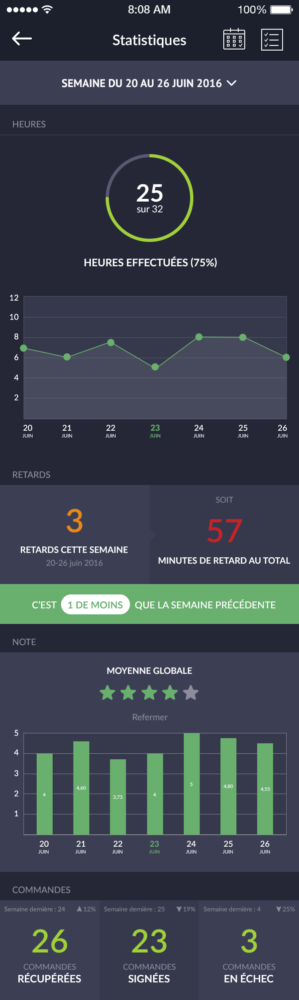 8:08 AM 100%
Statistiques
SEMAINE DU 20 AU 26 JUIN 2016
HEURES
25
sur 32
HEURES EFFECTUÉES (75%)
12
10
8
6
4
2
20 21 22 23 24 25 26
JUIN JUIN JUIN JUIN JUIN JUIN JUIN
RETARDS
3
RETARDS CETTE SEMAINE
20-26 juin 2016
SOIT
57
MINUTES DE RETARD AU TOTAL
C'EST 1 DE MOINS QUE LA SEMAINE PRÉCÉDENTE
NOTE
MOYENNE GLOBALE
Refermer
5
4
3
2
1
4 4,60 3,73 4 5 4,80 4,55
20 21 22 23 24 25 26
JUIN JUIN JUIN JUIN JUIN JUIN JUIN
COMMANDES
Semaine dernière : 24 12%
26
COMMANDES
RÉCUPÉRÉES
Semaine dernière : 25 19%
23
COMMANDES
SIGNÉES
Semaine dernière : 4 25%
3
COMMANDES
EN ÉCHEC